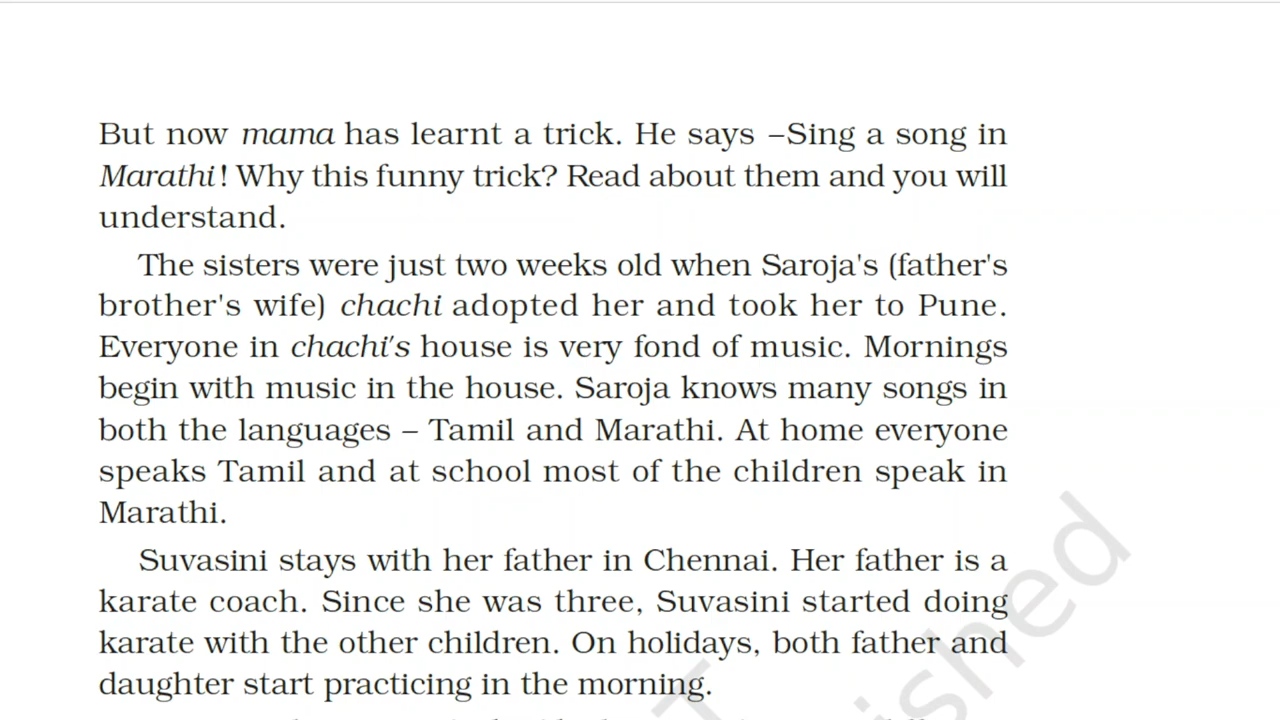 But now mama has learnt a trick. He says –Sing a song in
Marathi! Why this funny trick? Read about them and you will
understand.
The sisters were just two weeks old when Saroja's (father's
brother's wife) chachi adopted her and took her to Pune.
Everyone in chachi's house is very fond of music. Mornings
begin with music in the house. Saroja knows many songs in
both the languages – Tamil and Marathi. At home everyone
speaks Tamil and at school most of the children speak in
Marathi.
Suvasini stays with her father in Chennai. Her father is a
karate coach. Since she was three, Suvasini started doing
karate with the other children. On holidays, both father and
daughter start practicing in the morning.